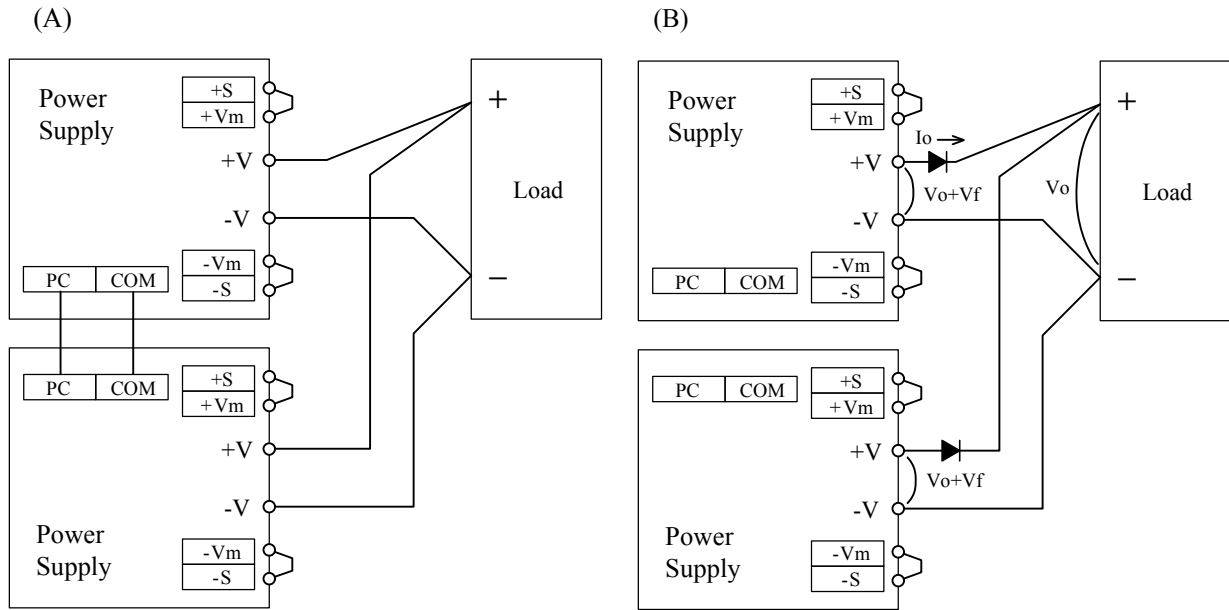 (A)
Power
Supply
+S
+Vm
+V
-V
-Vm
-S
PC COM
+
Load
−
PC COM
+S
+Vm
+V
-V
Power
Supply
-Vm
-S
(B)
Power
Supply
+S
+Vm
Io
+V
Vo+Vf
-V
-Vm
-S
PC COM
+
Vo
Load
−
PC COM
+S
+Vm
+V
Vo+Vf
-V
Power
Supply
-Vm
-S